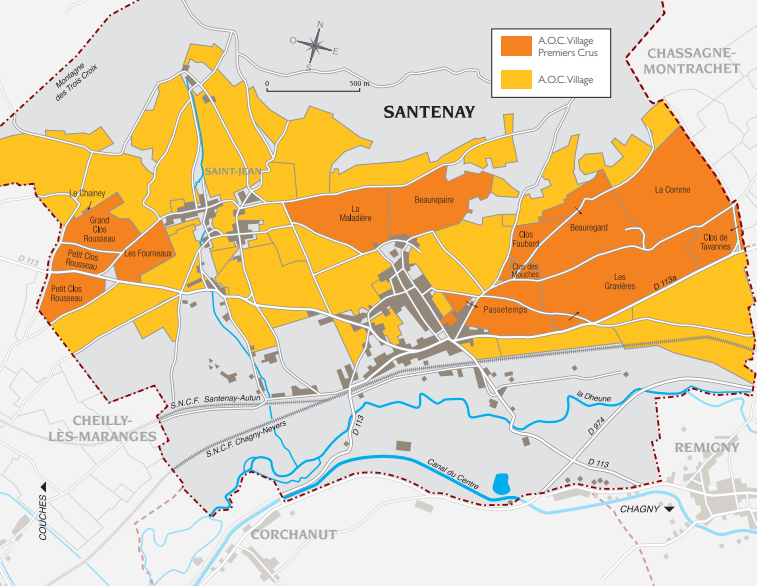 N
O
E
S
0
500 m
A.O.C. Village
Premiers Crus
A.O.C. Village
Montagne
des Trois Croix
CHASSAGNE-
MONTRACHET
SANTENAY
SAINT-JEAN
Le Chainey
Grand
Clos
Rousseau
Petit Clos
Rousseau
Les Fourneaux
Petit Clos
Rousseau
D 113
La
Maladière
Beaurepaire
La Comme
Beauregard
Clos
Faubard
Clos des
Mouches
Clos de
Tavannes
Les
Gravières
D 113a
Passetemps
S.N.C.F. Santenay-Autun
S.N.C.F. Chagny-Nevers
D 113
la Dheune
D 974
D 113
Canal du Centre
CHEILLY-
LÈS-MARANGES
REMIGNY
CORCHANUT
COUCHES
CHAGNY